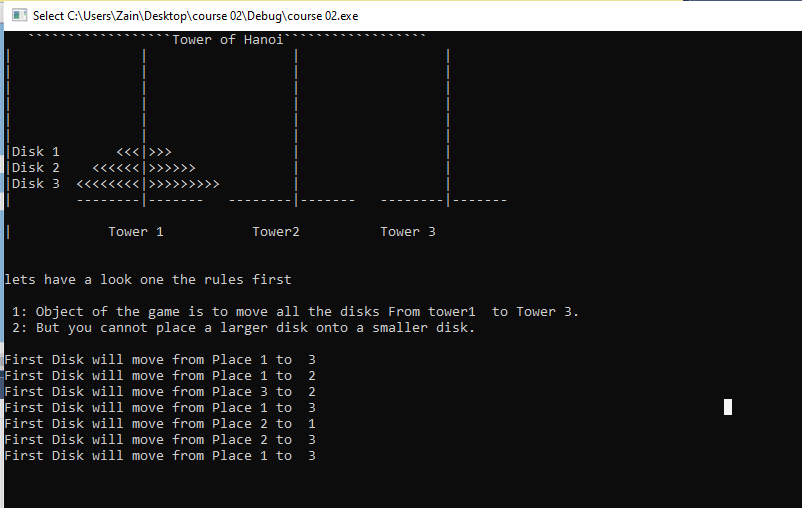 Select C:\Users\Zain\Desktop\course 02\Debug\course 02.exe
``````````````````Tower of Hanoi``````````````````
| | | |
| | | |
| | | |
| | | |
| | | |
| | | |
|Disk 1 <<<|>>> | |
|Disk 2 <<<<<<|>>>>>> | |
|Disk 3 <<<<<<<<|>>>>>>>>> | |
| --------|------- --------|------- --------|-------
| Tower 1 Tower2 Tower 3
lets have a look one the rules first
1: Object of the game is to move all the disks From tower1 to Tower 3.
2: But you cannot place a larger disk onto a smaller disk.
First Disk will move from Place 1 to 3
First Disk will move from Place 1 to 2
First Disk will move from Place 3 to 2
First Disk will move from Place 1 to 3
First Disk will move from Place 2 to 1
First Disk will move from Place 2 to 3
First Disk will move from Place 1 to 3